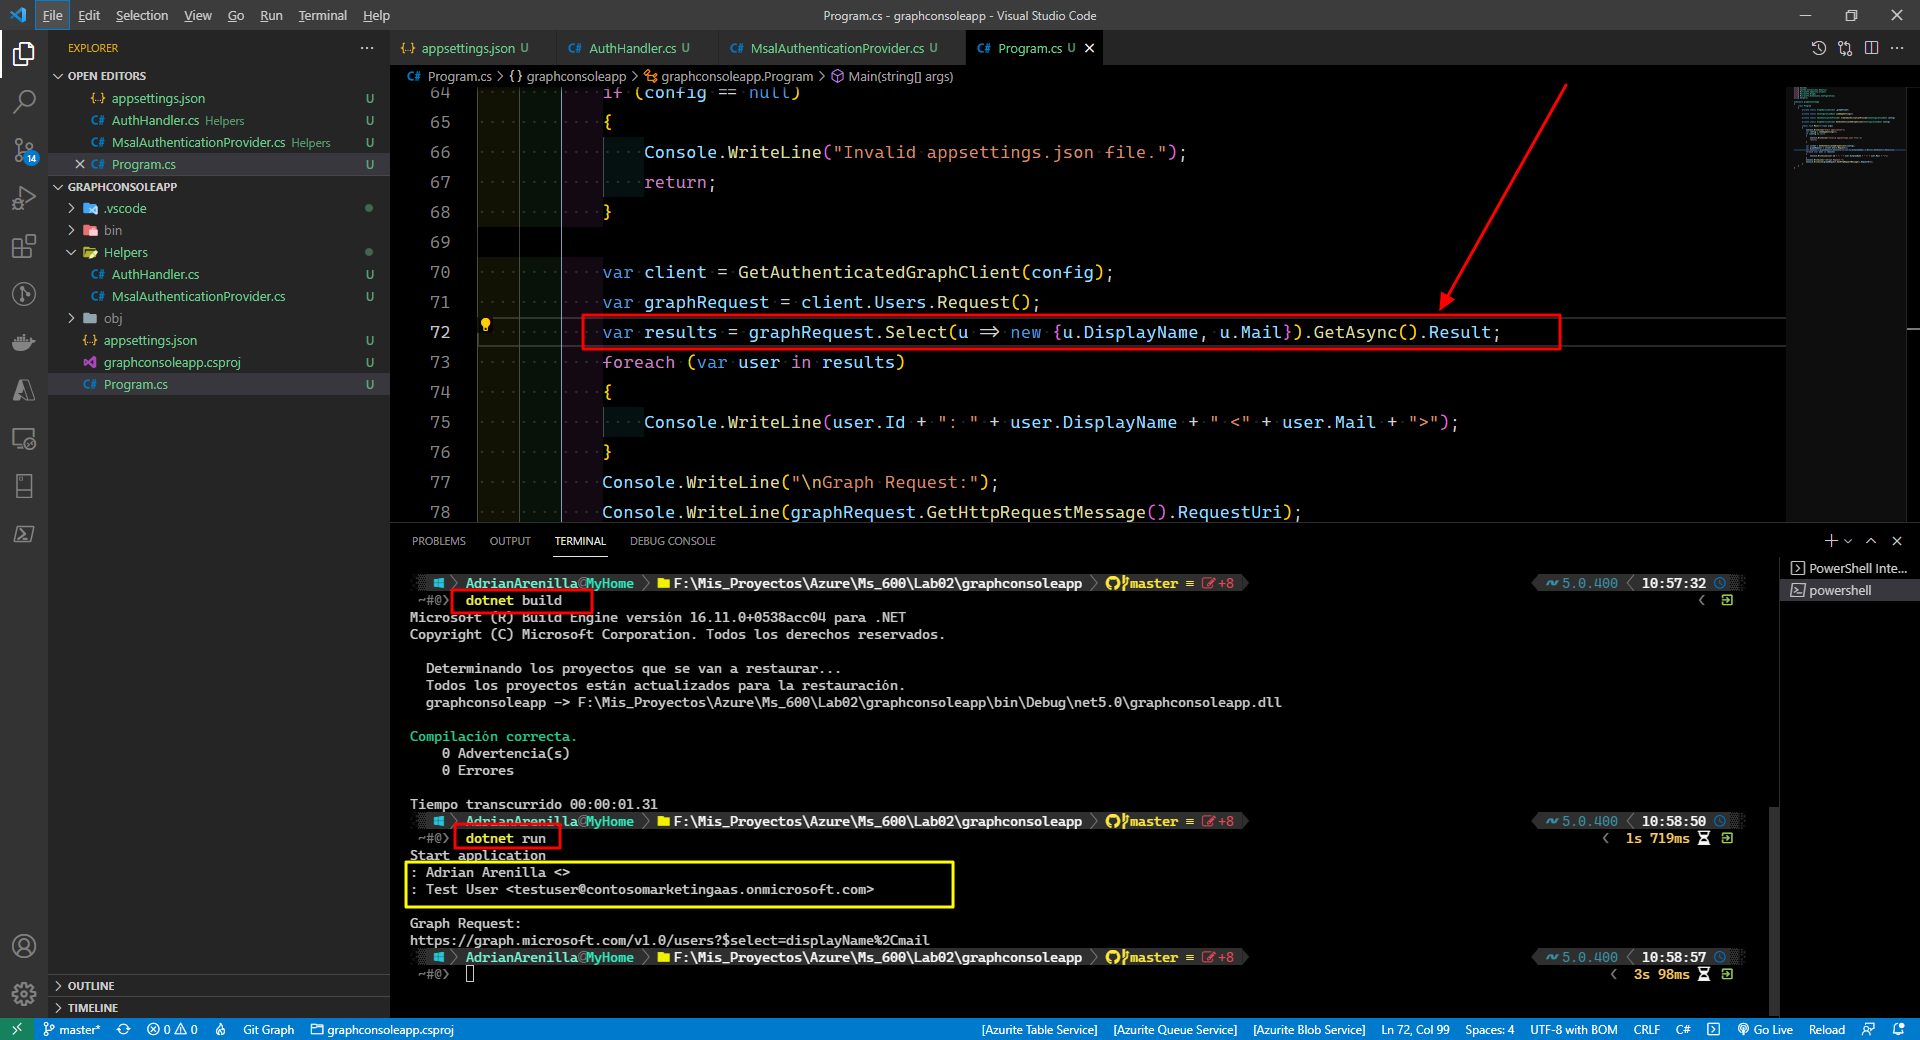 File Edit Selection View Go Run Terminal Help
Program.cs - graphconsoleapp - Visual Studio Code
EXPLORER
OPEN EDITORS
appsettings.json U
AuthHandler.cs Helpers U
MsalAuthenticationProvider.cs Helpers U
Program.cs U
GRAPHCONSOLEAPP
.vscode
bin
Helpers
AuthHandler.cs U
MsalAuthenticationProvider.cs U
obj
appsettings.json U
graphconsoleapp.csproj U
Program.cs U
OUTLINE
TIMELINE
14
appsettings.json U
AuthHandler.cs U
MsalAuthenticationProvider.cs U
Program.cs U
Program.cs > {} graphconsoleapp > graphconsoleapp.Program > Main(string[] args)
64 if (config == null)
65 {
66 Console.WriteLine("Invalid appsettings.json file.");
67 return;
68 }
69
70 var client = GetAuthenticatedGraphClient(config);
71 var graphRequest = client.Users.Request();
72 var results = graphRequest.Select(u => new {u.DisplayName, u.Mail}).GetAsync().Result;
73 foreach (var user in results)
74 {
75 Console.WriteLine(user.Id + ": " + user.DisplayName + " <" + user.Mail + ">");
76 }
77 Console.WriteLine("\nGraph Request:");
78 Console.WriteLine(graphRequest.GetHttpRequestMessage().RequestUri);
PROBLEMS OUTPUT TERMINAL DEBUG CONSOLE
PowerShell Inte...
powershell
AdrianArenilla@MyHome F:\Mis_Proyectos\Azure\Ms_600\Lab02\graphconsoleapp master ≡ +8 5.0.400 10:57:32
~#@> dotnet build
Microsoft (R) Build Engine versión 16.11.0+0538acc04 para .NET
Copyright (C) Microsoft Corporation. Todos los derechos reservados.
Determinando los proyectos que se van a restaurar...
Todos los proyectos están actualizados para la restauración.
graphconsoleapp -> F:\Mis_Proyectos\Azure\Ms_600\Lab02\graphconsoleapp\bin\Debug\net5.0\graphconsoleapp.dll
Compilación correcta.
0 Advertencia(s)
0 Errores
Tiempo transcurrido 00:00:01.31
AdrianArenilla@MyHome F:\Mis_Proyectos\Azure\Ms_600\Lab02\graphconsoleapp master ≡ +8 5.0.400 10:58:50
~#@> dotnet run 1s 719ms
Start application
: Adrian Arenilla <>
: Test User <testuser@contosomarketingaas.onmicrosoft.com>
Graph Request:
https://graph.microsoft.com/v1.0/users?$select=displayName%2Cmail
AdrianArenilla@MyHome F:\Mis_Proyectos\Azure\Ms_600\Lab02\graphconsoleapp master ≡ +8 5.0.400 10:58:57
~#@> 3s 98ms
master* 0 0 Git Graph graphconsoleapp.csproj [Azurite Table Service] [Azurite Queue Service] [Azurite Blob Service] Ln 72, Col 99 Spaces: 4 UTF-8 with BOM CRLF C# Go Live Reload